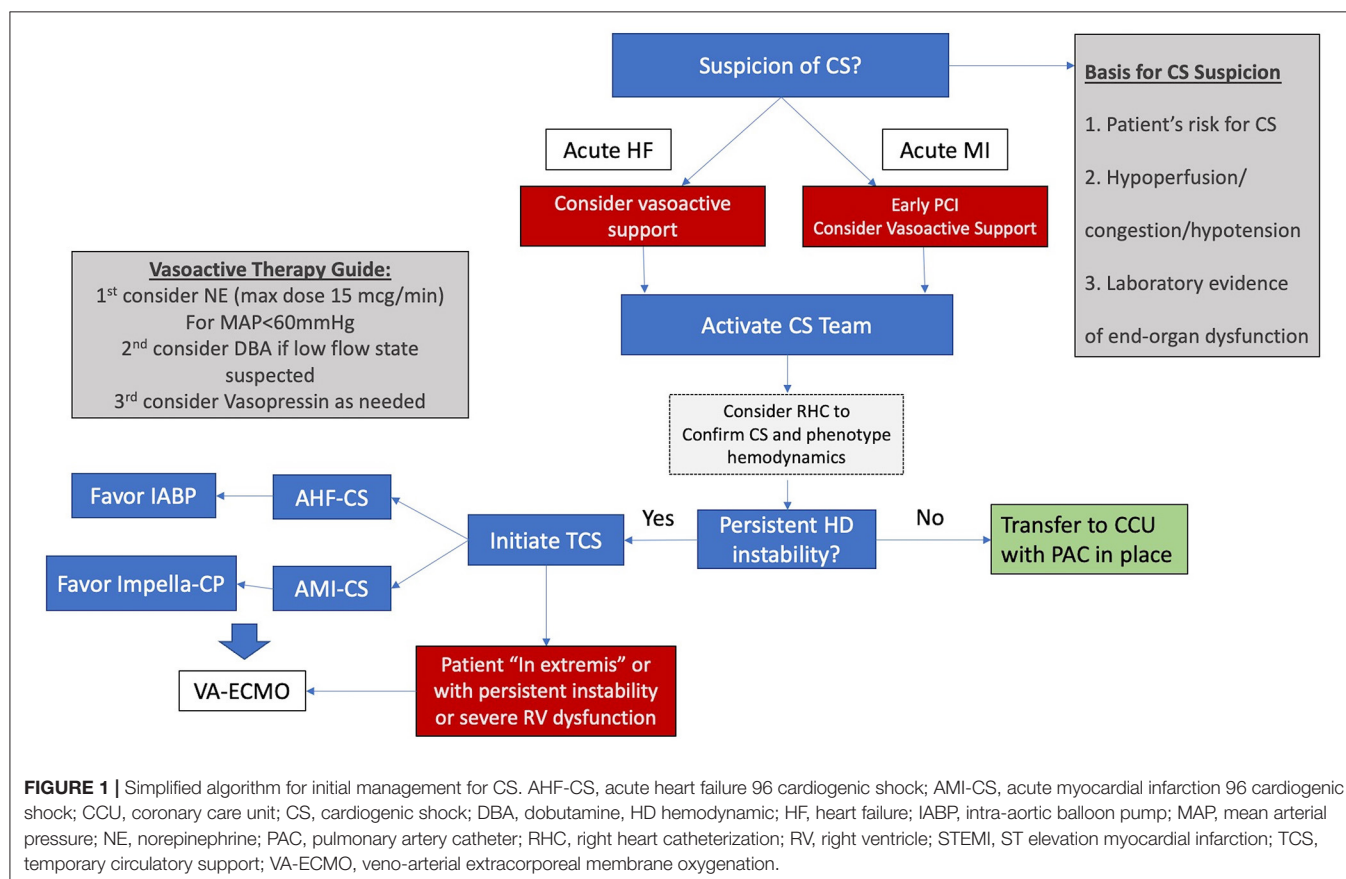 Suspicion of CS?
Basis for CS Suspicion
1. Patient's risk for CS
2. Hypoperfusion/
congestion/hypotension
3. Laboratory evidence
of end-organ dysfunction
Acute HF
Acute MI
Consider vasoactive
support
Early PCI
Consider Vasoactive Support
Vasoactive Therapy Guide:
1st consider NE (max dose 15 mcg/min)
For MAP<60mmHg
2nd consider DBA if low flow state
suspected
3rd consider Vasopressin as needed
Activate CS Team
Consider RHC to
Confirm CS and phenotype
hemodynamics
Favor IABP
AHF-CS
Initiate TCS
Yes
Persistent HD
instability?
No
Transfer to CCU
with PAC in place
Favor Impella-CP
AMI-CS
VA-ECMO
Patient “In extremis” or
with persistent instability
or severe RV dysfunction
FIGURE 1 | Simplified algorithm for initial management for CS. AHF-CS, acute heart failure 96 cardiogenic shock; AMI-CS, acute myocardial infarction 96 cardiogenic
shock; CCU, coronary care unit; CS, cardiogenic shock; DBA, dobutamine, HD hemodynamic; HF, heart failure; IABP, intra-aortic balloon pump; MAP, mean arterial
pressure; NE, norepinephrine; PAC, pulmonary artery catheter; RHC, right heart catheterization; RV, right ventricle; STEMI, ST elevation myocardial infarction; TCS,
temporary circulatory support; VA-ECMO, veno-arterial extracorporeal membrane oxygenation.